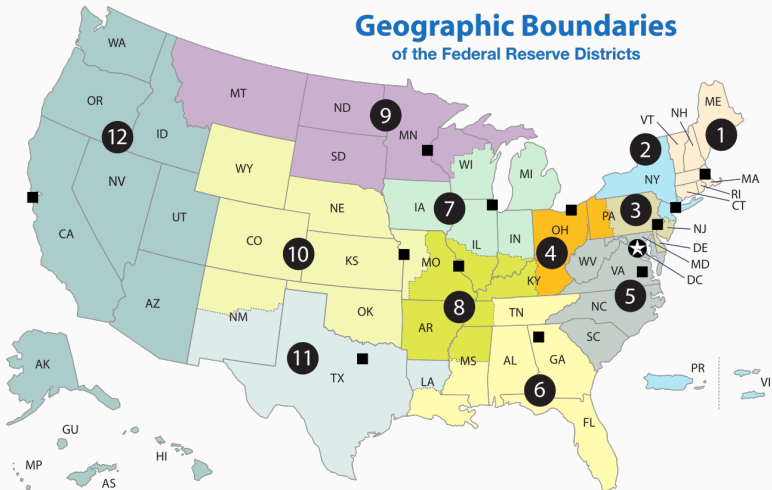 Geographic Boundaries
of the Federal Reserve Districts
WA
OR
ID
12
NV
CA
UT
AZ
MT
ND
9
MN
SD
WY
NE
CO
10
KS
NM
OK
MO
WI
MI
IA
7
IL
IN
OH
4
KY
8
AR
TN
MS
11
TX
LA
AL
GA
6
FL
ME
NH
VT
1
2
NY
MA
RI
CT
PA
3
NJ
DE
MD
DC
WV
VA
5
NC
SC
PR
VI
AK
GU
HI
MP
AS